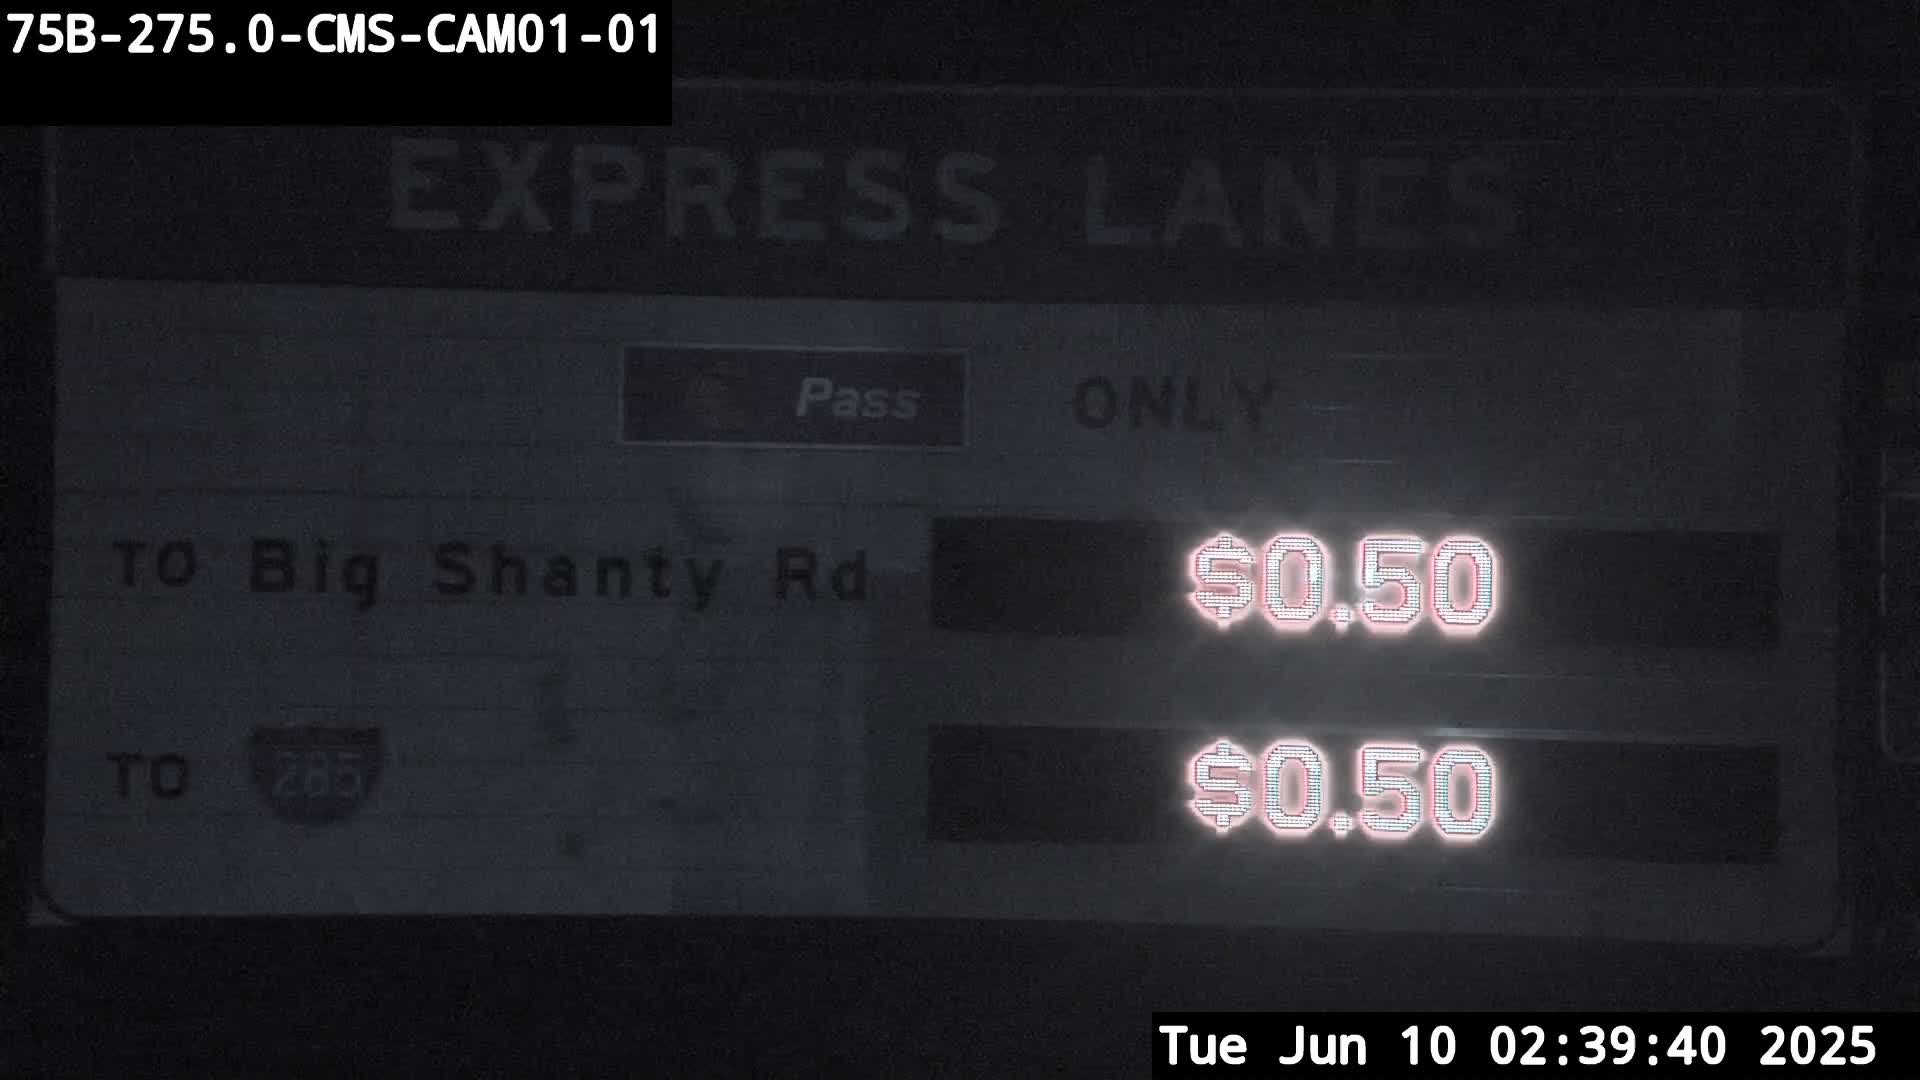 75B-275.0-CMS-CAM01-01
EXPRESS LANES
Pass ONLY
TO Big Shanty Rd $0.50
TO 285 $0.50
Tue Jun 10 02:39:40 2025